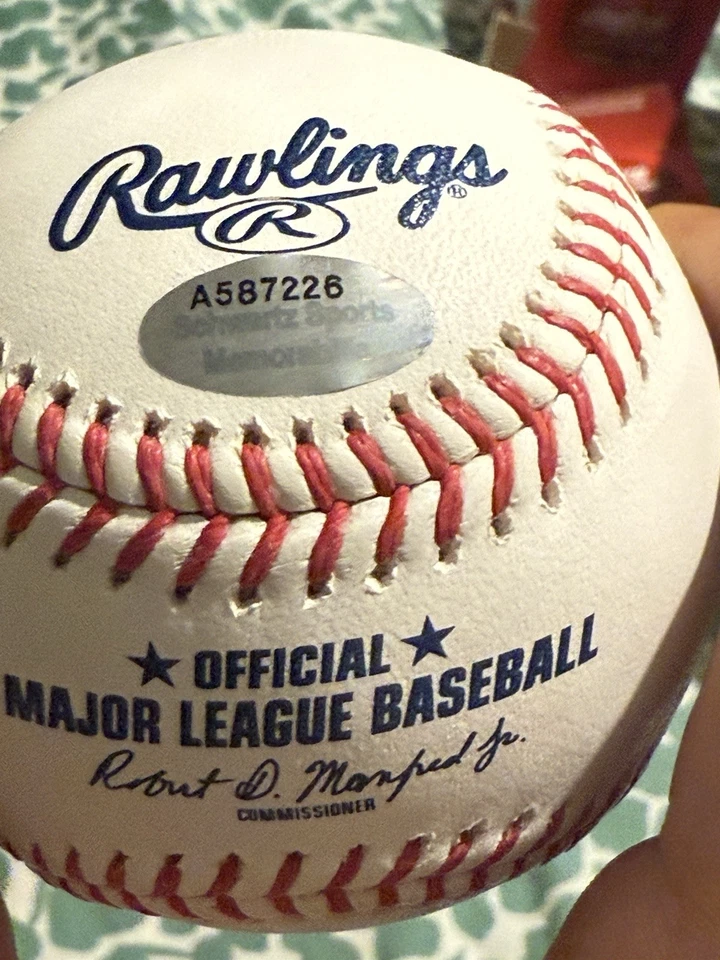 Rawlings ®
R
A587226
Schwartz Sports
Memorabilia
★ OFFICIAL ★
MAJOR LEAGUE BASEBALL
Robert D. Manfred Jr.
COMMISSIONER